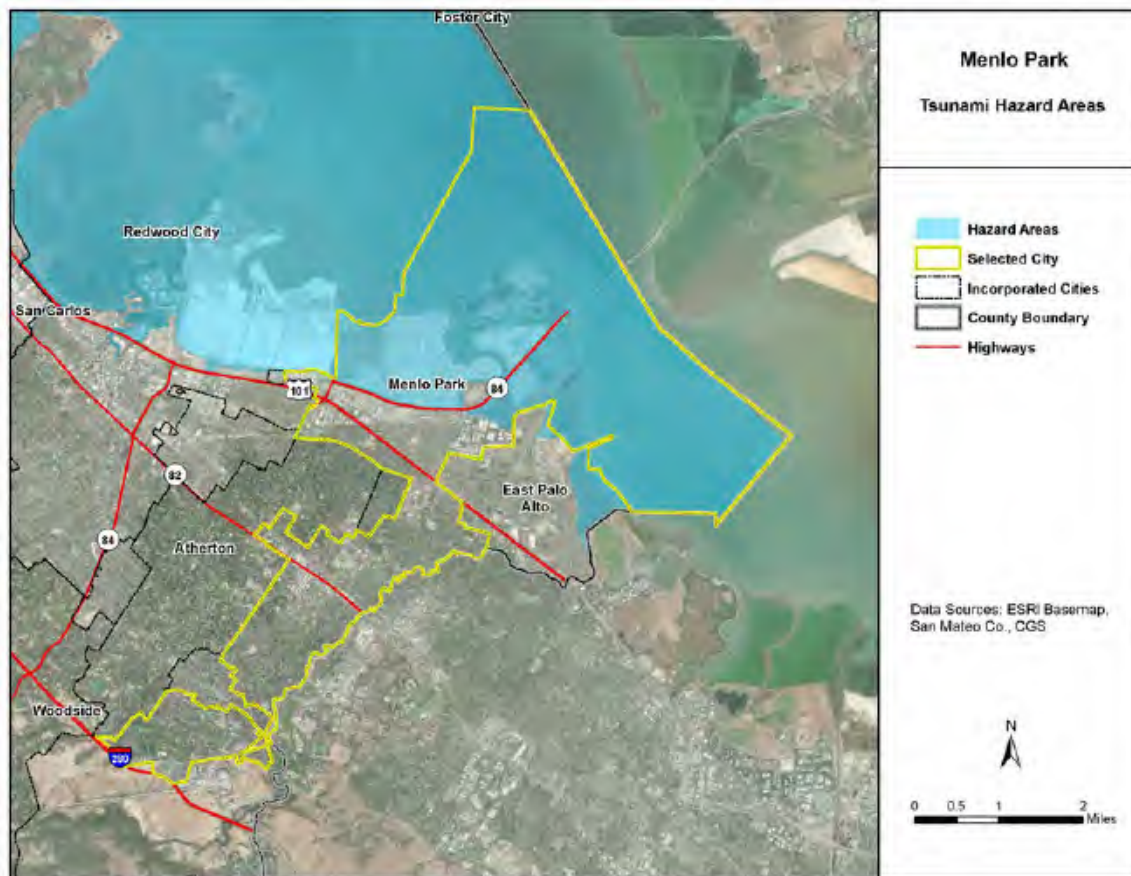 Foster City
Redwood City
San Carlos
101
Menlo Park
84
82
East Palo
Alto
84
Atherton
Woodside
280
Menlo Park
Tsunami Hazard Areas
Hazard Areas
Selected City
Incorporated Cities
County Boundary
Highways
Data Sources: ESRI Basemap,
San Mateo Co., CGS
N
0 0.5 1 2
Miles